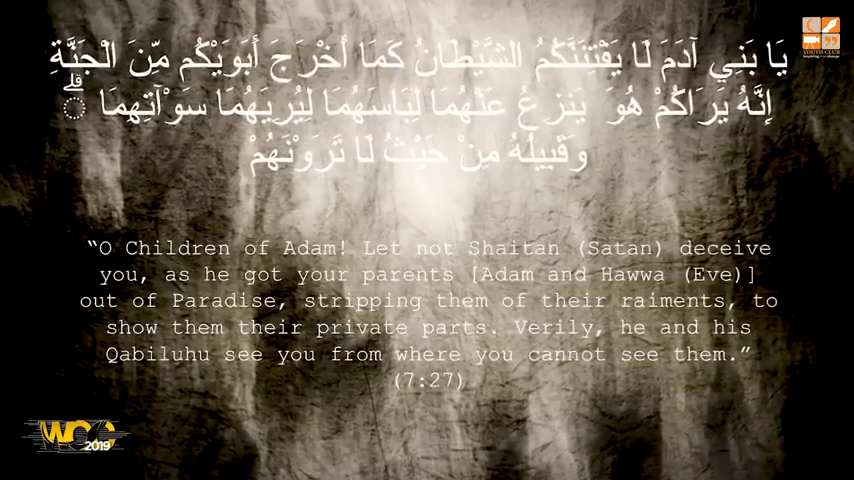 يَا بَنِي آدَمَ لَا يَفْتِنَنَّكُمُ الشَّيْطَانُ كَمَا أَخْرَجَ أَبَوَيْكُم مِّنَ الْجَنَّةِ
يَنزِعُ عَنْهُمَا لِبَاسَهُمَا لِيُرِيَهُمَا سَوْآتِهِمَا ۗ إِنَّهُ يَرَاكُمْ هُوَ
وَقَبِيلُهُ مِنْ حَيْثُ لَا تَرَوْنَهُمْ
“O Children of Adam! Let not Shaitan (Satan) deceive
you, as he got your parents [Adam and Hawwa (Eve)]
out of Paradise, stripping them of their raiments, to
show them their private parts. Verily, he and his
Qabiluhu see you from where you cannot see them.”
(7:27)
YOUTH CLUB
2019